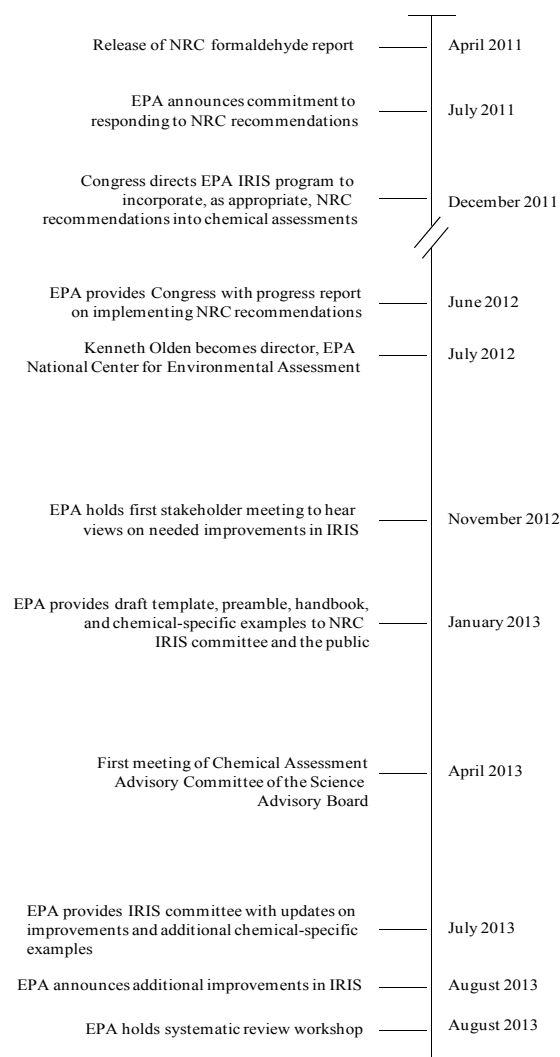 Release of NRC formaldehyde report
April 2011
EPA announces commitment to
responding to NRC recommendations
July 2011
Congress directs EPA IRIS program to
incorporate, as appropriate, NRC
recommendations into chemical assessments
December 2011
EPA provides Congress with progress report
on implementing NRC recommendations
June 2012
Kenneth Olden becomes director, EPA
National Center for Environmental Assessment
July 2012
EPA holds first stakeholder meeting to hear
views on needed improvements in IRIS
November 2012
EPA provides draft template, preamble, handbook,
and chemical-specific examples to NRC
IRIS committee and the public
January 2013
First meeting of Chemical Assessment
Advisory Committee of the Science
Advisory Board
April 2013
EPA provides IRIS committee with updates on
improvements and additional chemical-specific
examples
July 2013
EPA announces additional improvements in IRIS
August 2013
EPA holds systematic review workshop
August 2013